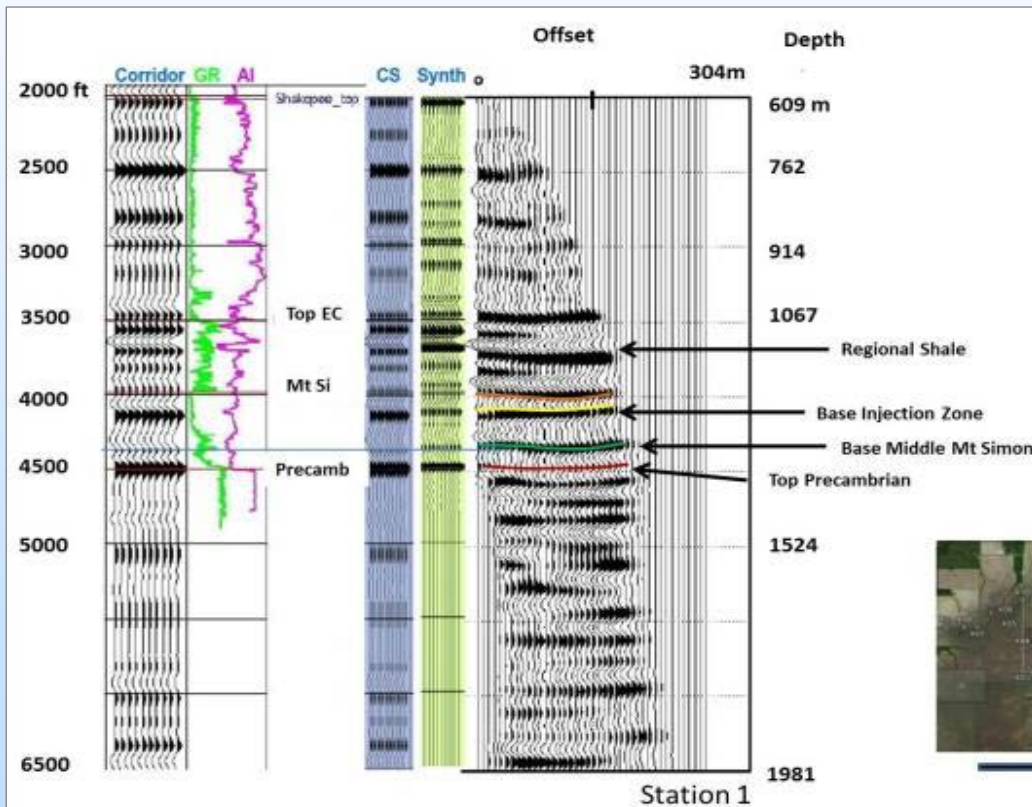 Offset
Depth
Corridor GR AI CS Synth
o 304m
2000 ft 609 m
Shakopee_top
2500 762
3000 914
3500 Top EC 1067
Regional Shale
Mt Si
4000
Base Injection Zone
Base Middle Mt Simon
4500 Precamb
Top Precambrian
5000 1524
6500 1981
Station 1